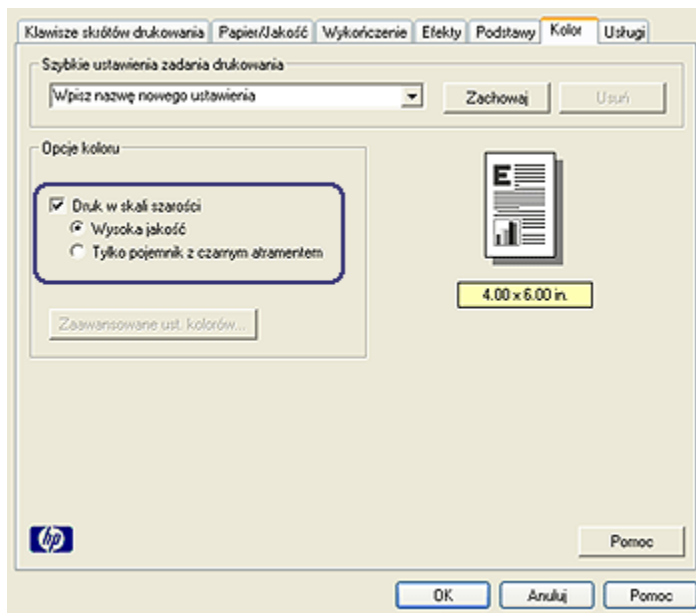 Klawisze skrótów drukowania Papier/Jakość Wykończenie Efekty Podstawy Kolor Usługi
Szybkie ustawienia zadania drukowania
Wpisz nazwę nowego ustawienia Zachowaj Usuń
Opcje koloru
Druk w skali szarości
Wysoka jakość
Tylko pojemnik z czarnym atramentem
E
4.00 x 6.00 in.
Zaawansowane ust. kolorów...
hp
Pomoc
OK Anuluj Pomoc